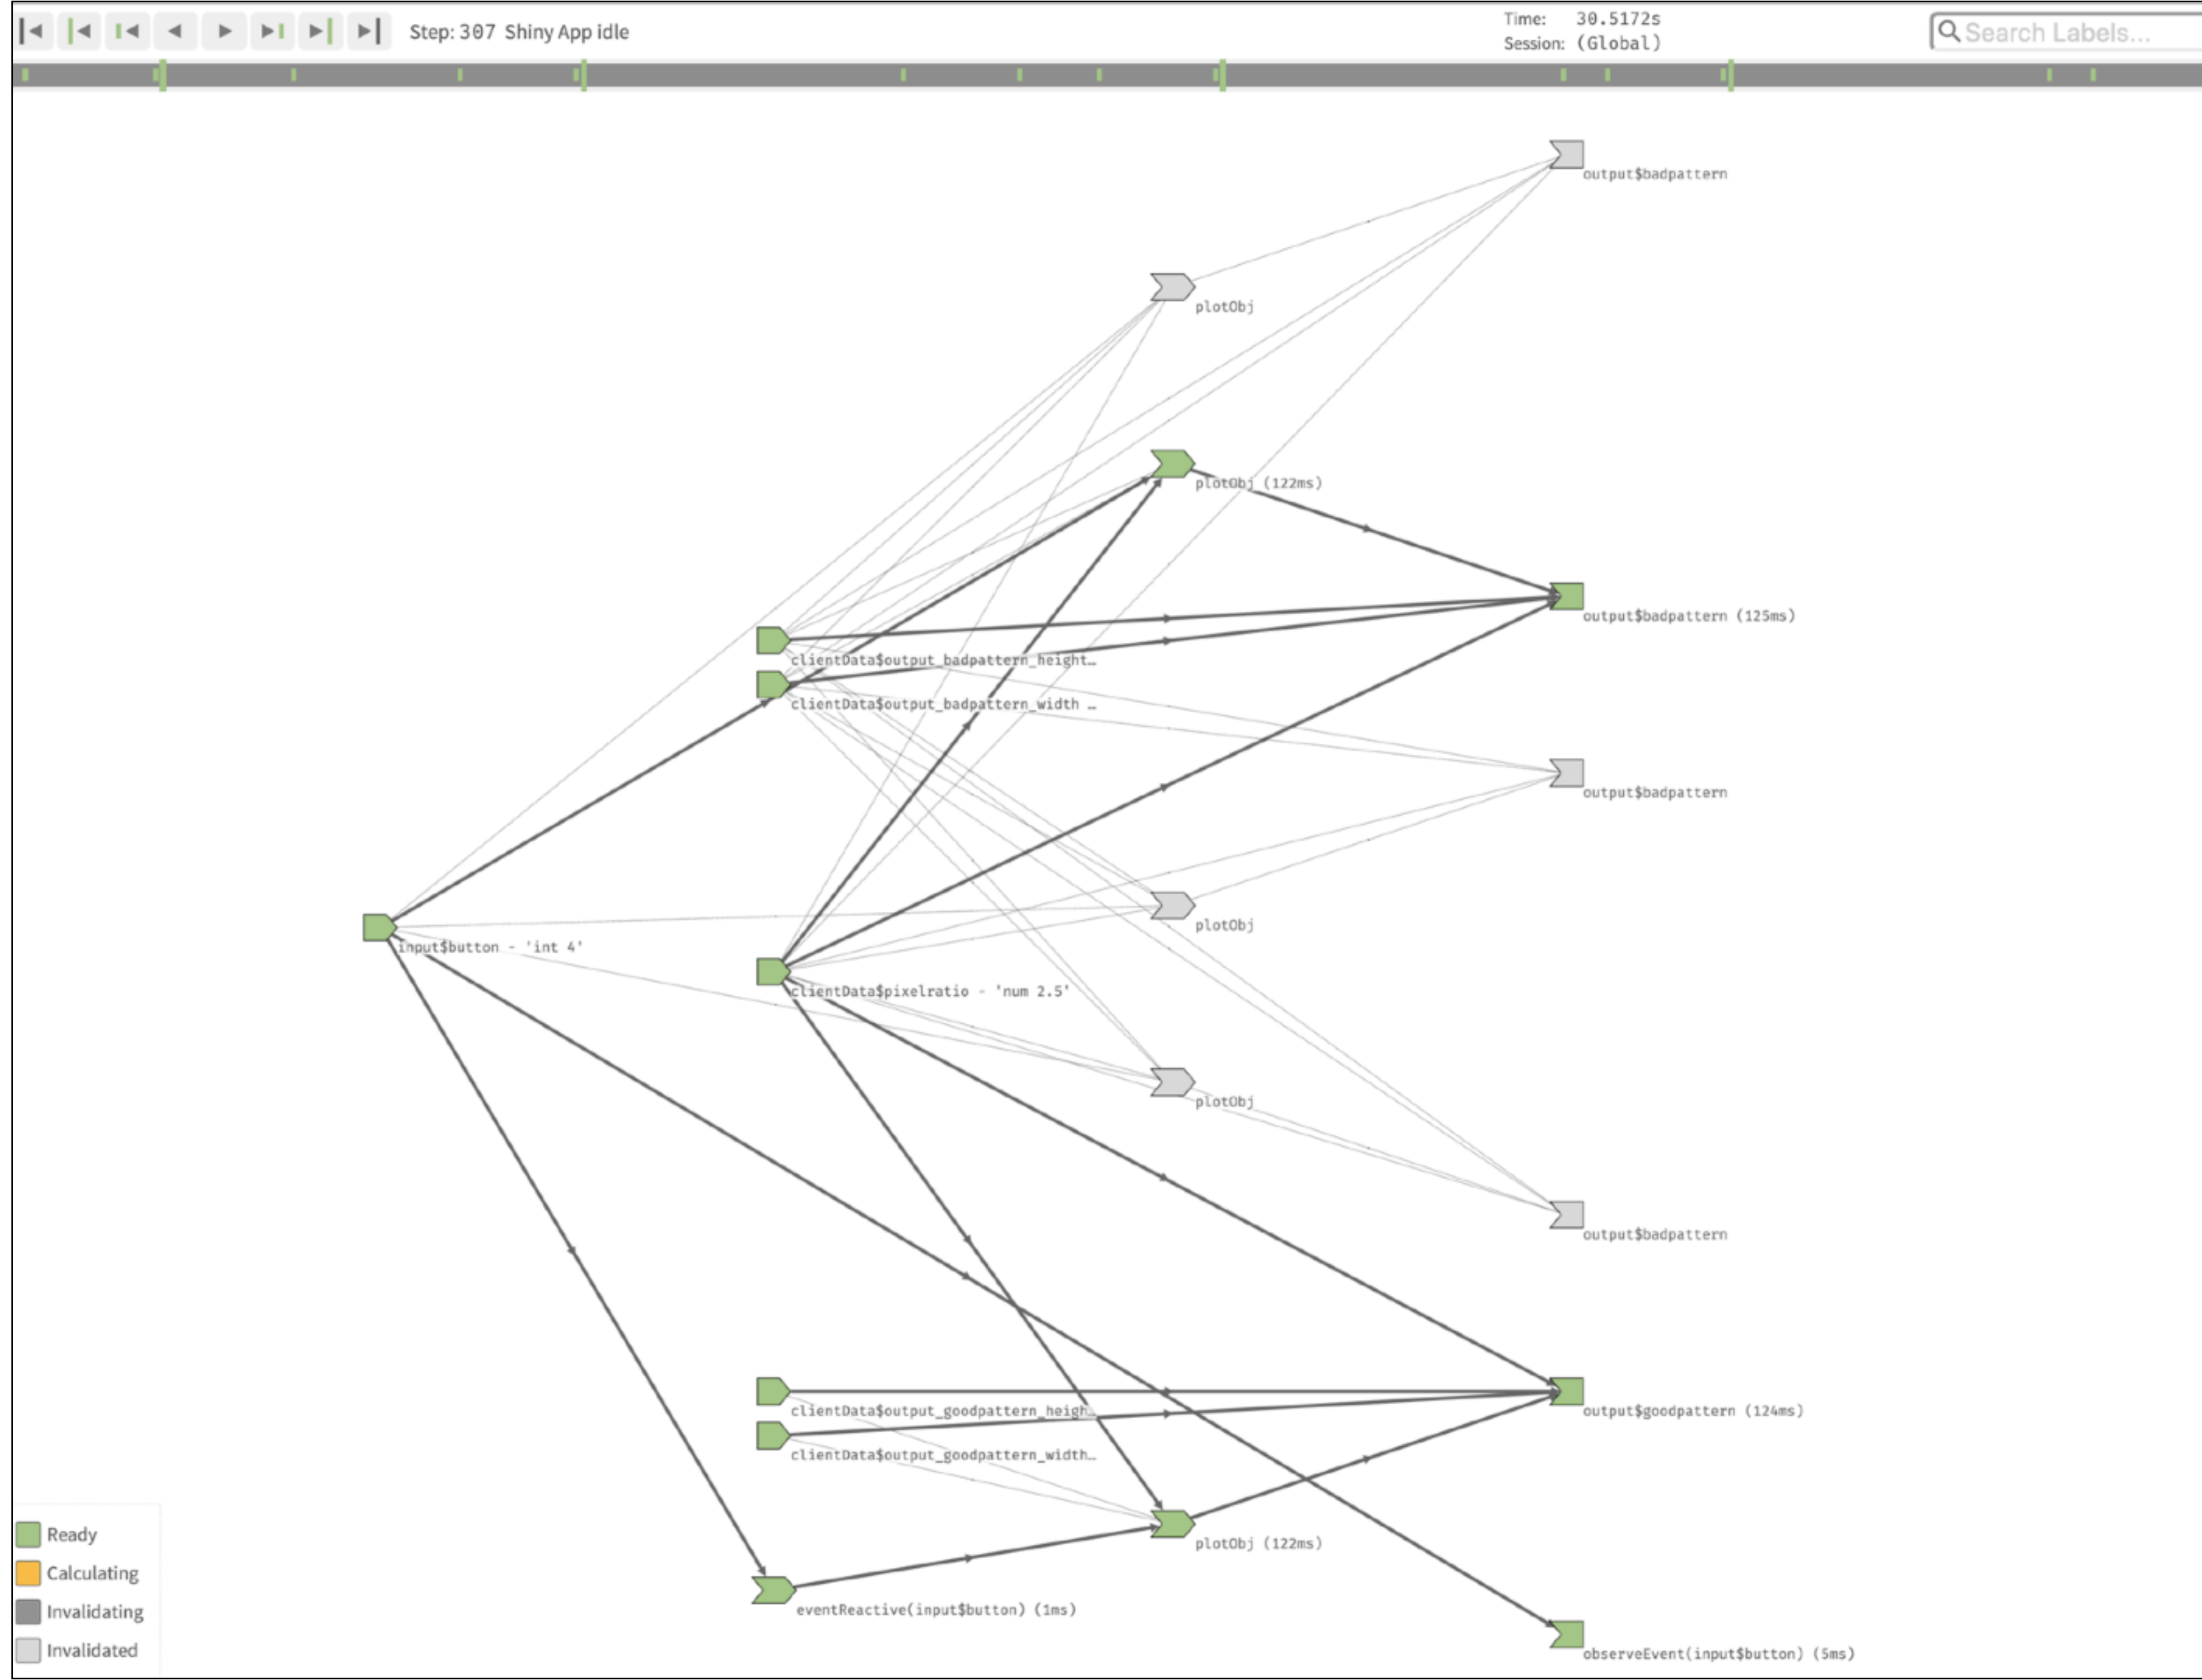 Step: 307 Shiny App idle
Time: 30.5172s
Session: (Global)
Search Labels...
output$badpattern
plotObj
plotObj (122ms)
output$badpattern (125ms)
clientData$output_badpattern_height…
clientData$output_badpattern_width …
output$badpattern
plotObj
input$button - 'int 4'
clientData$pixelratio - 'num 2.5'
plotObj
output$badpattern
clientData$output_goodpattern_heigh…
output$goodpattern (124ms)
clientData$output_goodpattern_width…
plotObj (122ms)
eventReactive(input$button) (1ms)
observeEvent(input$button) (5ms)
Ready
Calculating
Invalidating
Invalidated